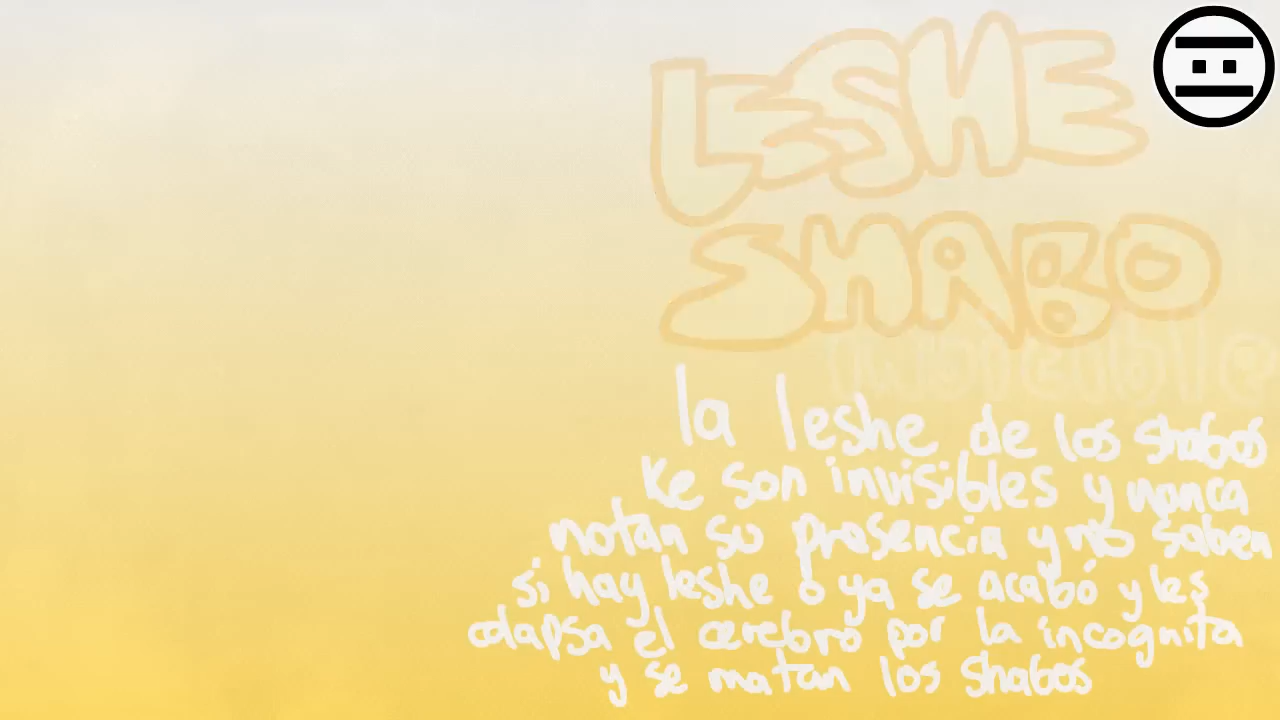 LESHE
SHABO
la leshe de los shabos
ke son invisibles y nunca
notan su presencia y no saben
si hay leshe o ya se acabó y les
colapsa el cerebro por la incognita
y se matan los shabos